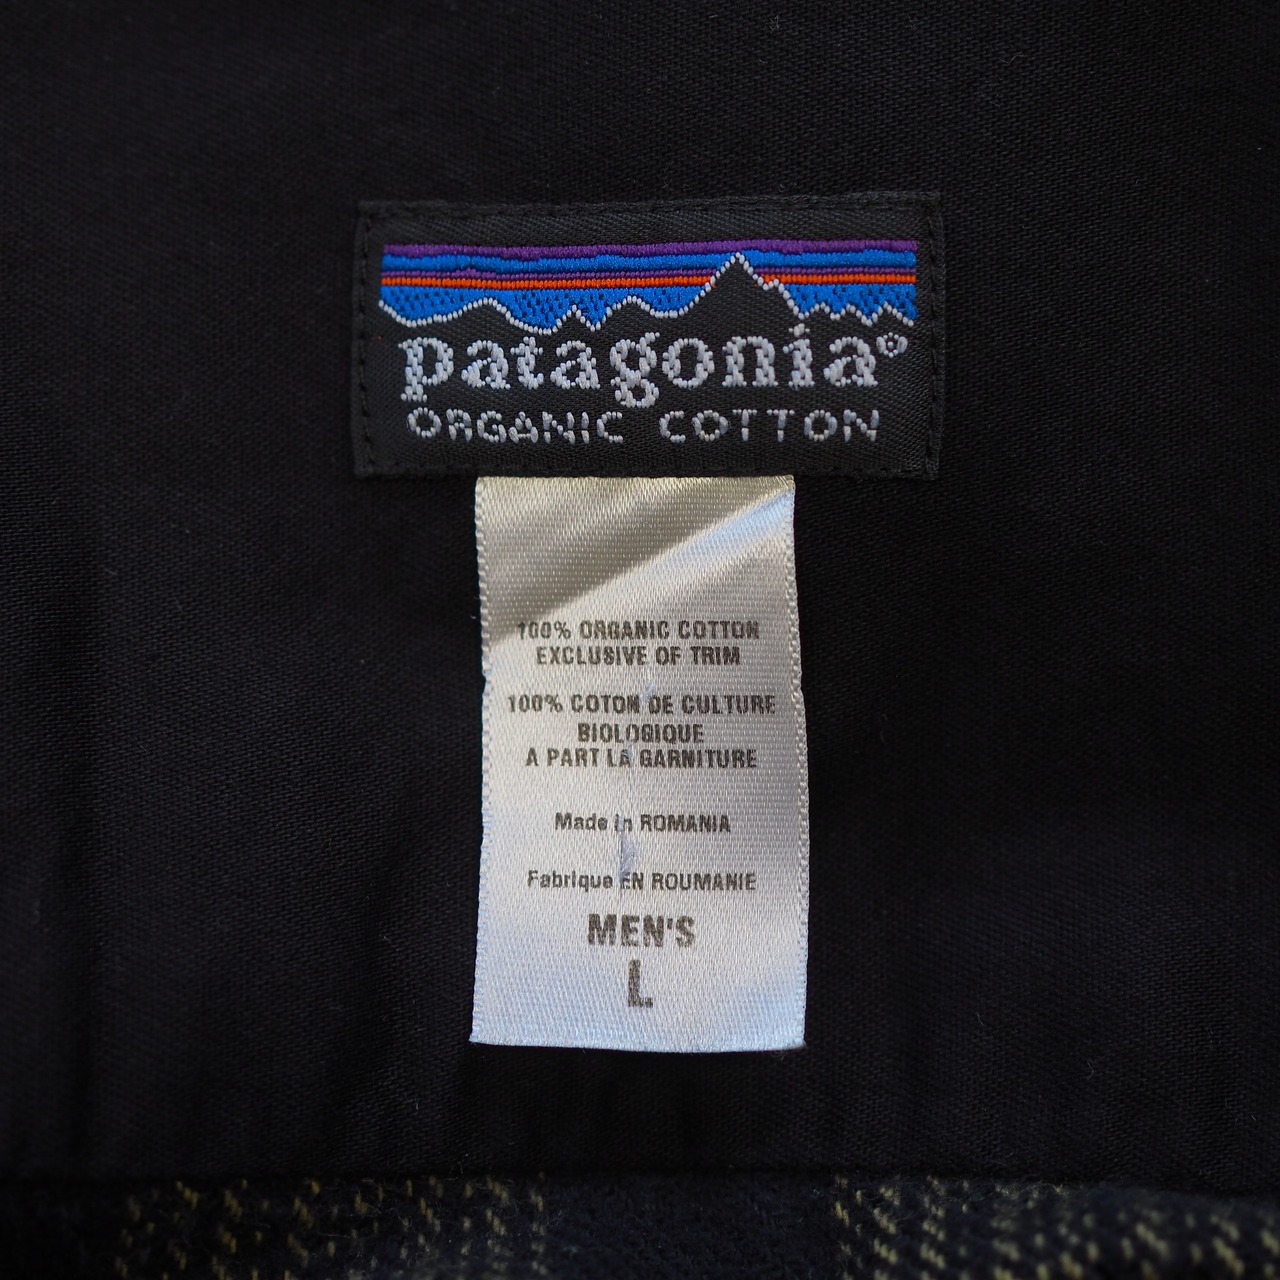 patagonia®
ORGANIC COTTON
100% ORGANIC COTTON
EXCLUSIVE OF TRIM
100% COTON DE CULTURE
BIOLOGIQUE
A PART LA GARNITURE
Made in ROMANIA
Fabrique EN ROUMANIE
MEN'S
L